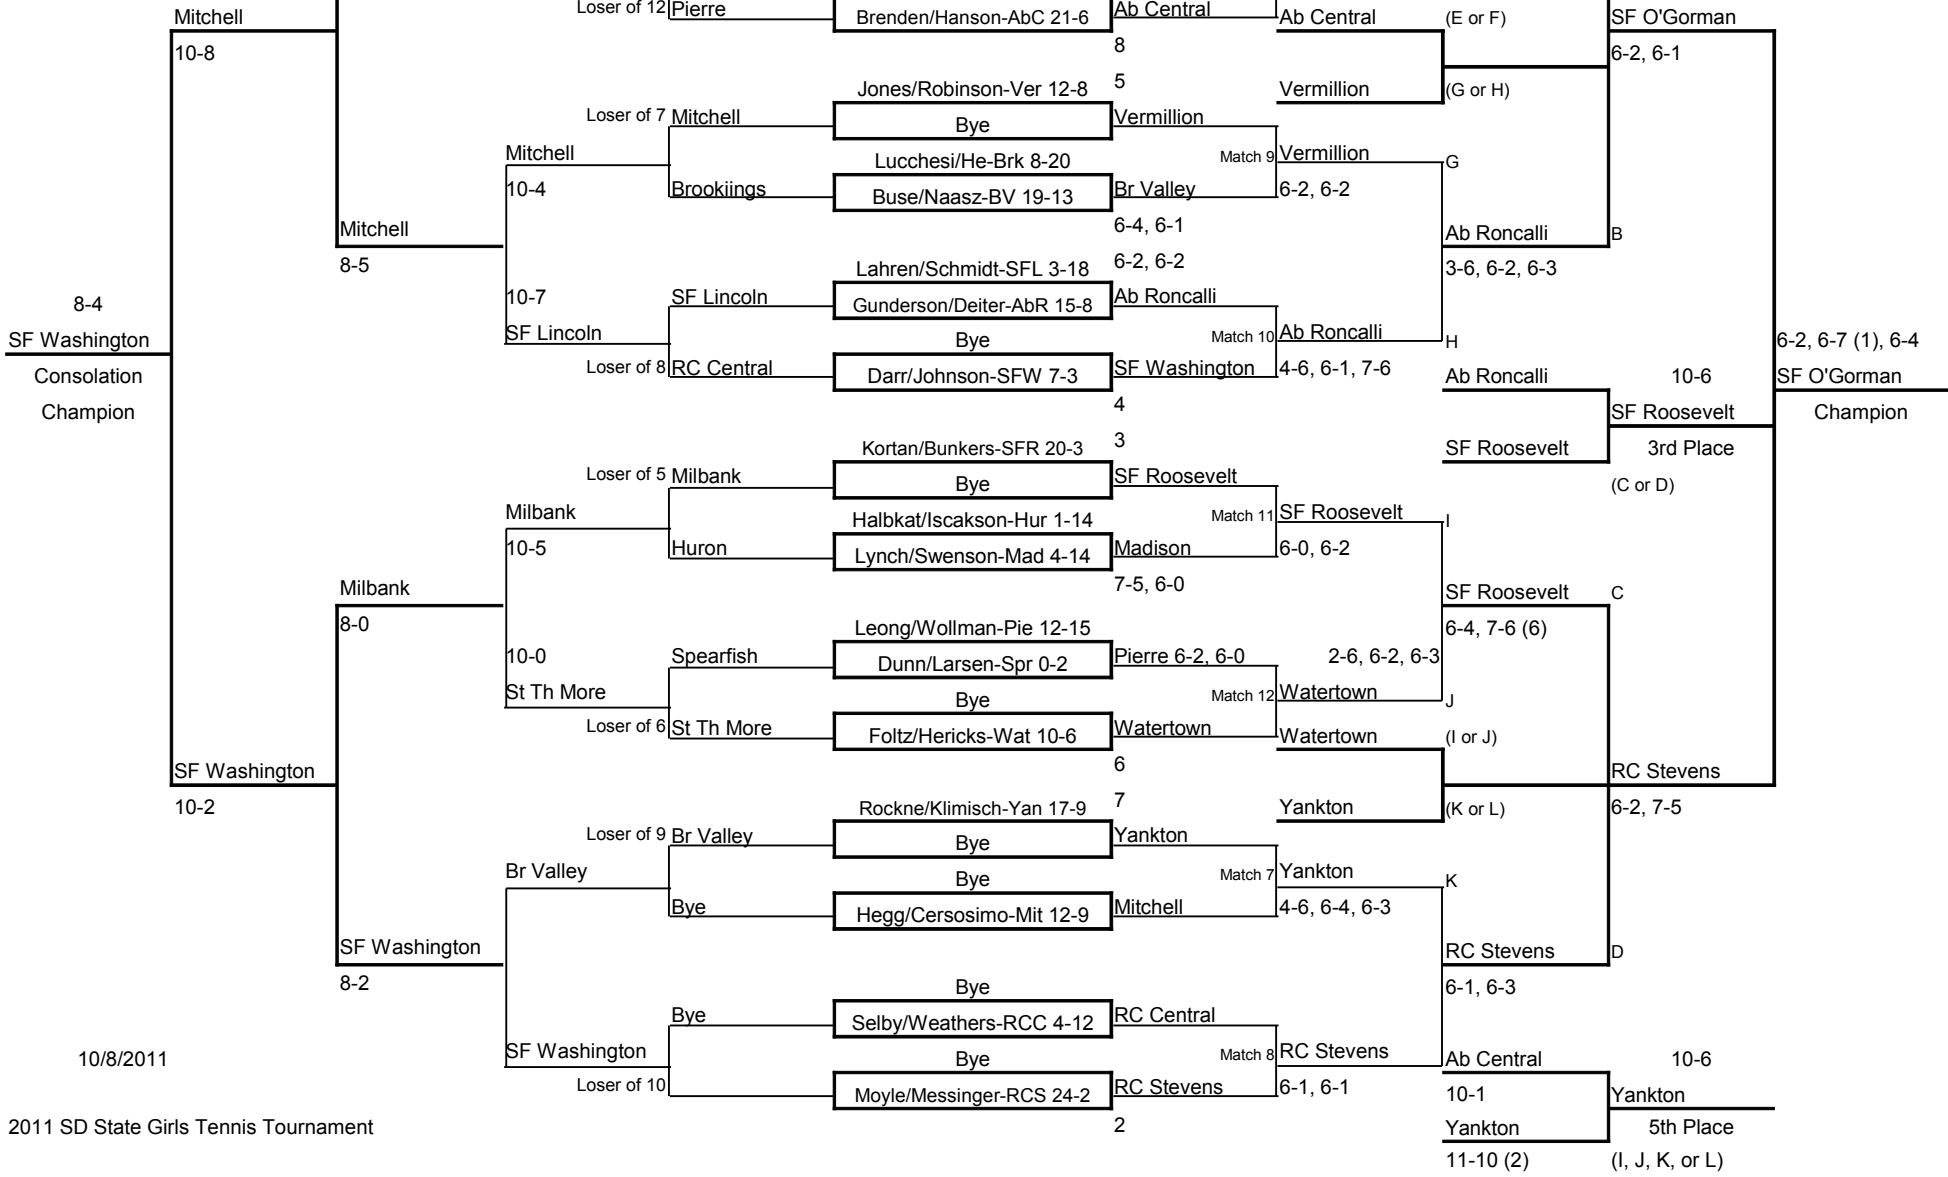 Loser of 12 Pierre Brenden/Hanson-AbC 21-6 Ab Central Ab Central (E or F) SF O'Gorman
Mitchell
10-8 8 6-2, 6-1
5
Jones/Robinson-Ver 12-8 Vermillion (G or H)
Loser of 7 Mitchell Bye Vermillion
Mitchell Lucchesi/He-Brk 8-20 Match 9 Vermillion G
10-4 Brookiings Buse/Naasz-BV 19-13 Br Valley 6-2, 6-2
6-4, 6-1
Mitchell Ab Roncalli B
8-5 Lahren/Schmidt-SFL 3-18 6-2, 6-2 3-6, 6-2, 6-3
8-4 10-7 SF Lincoln Gunderson/Deiter-AbR 15-8 Ab Roncalli
SF Washington SF Lincoln Bye Match 10 Ab Roncalli H 6-2, 6-7 (1), 6-4
Consolation Loser of 8 RC Central Darr/Johnson-SFW 7-3 SF Washington 4-6, 6-1, 7-6 Ab Roncalli 10-6 SF O'Gorman
Champion 4 SF Roosevelt Champion
3
Kortan/Bunkers-SFR 20-3 SF Roosevelt 3rd Place
Loser of 5 Milbank Bye SF Roosevelt (C or D)
Milbank Halbkat/Iscakson-Hur 1-14 Match 11 SF Roosevelt I
10-5 Huron Lynch/Swenson-Mad 4-14 Madison 6-0, 6-2
7-5, 6-0
Milbank SF Roosevelt C
8-0 Leong/Wollman-Pie 12-15 6-4, 7-6 (6)
10-0 Spearfish Dunn/Larsen-Spr 0-2 Pierre 6-2, 6-0 2-6, 6-2, 6-3
St Th More Bye Match 12 Watertown J
Loser of 6 St Th More Foltz/Hericks-Wat 10-6 Watertown Watertown (I or J)
SF Washington 6 RC Stevens
10-2 Rockne/Klimisch-Yan 17-9 7 Yankton (K or L) 6-2, 7-5
Loser of 9 Br Valley Bye Yankton
Br Valley Bye Match 7 Yankton K
Bye Hegg/Cersosimo-Mit 12-9 Mitchell 4-6, 6-4, 6-3
SF Washington RC Stevens D
8-2 Bye 6-1, 6-3
Bye Selby/Weathers-RCC 4-12 RC Central
10/8/2011 SF Washington Bye Match 8 RC Stevens Ab Central 10-6
Loser of 10 Moyle/Messinger-RCS 24-2 RC Stevens 6-1, 6-1 10-1 Yankton
2011 SD State Girls Tennis Tournament 2 Yankton 5th Place
11-10 (2) (I, J, K, or L)